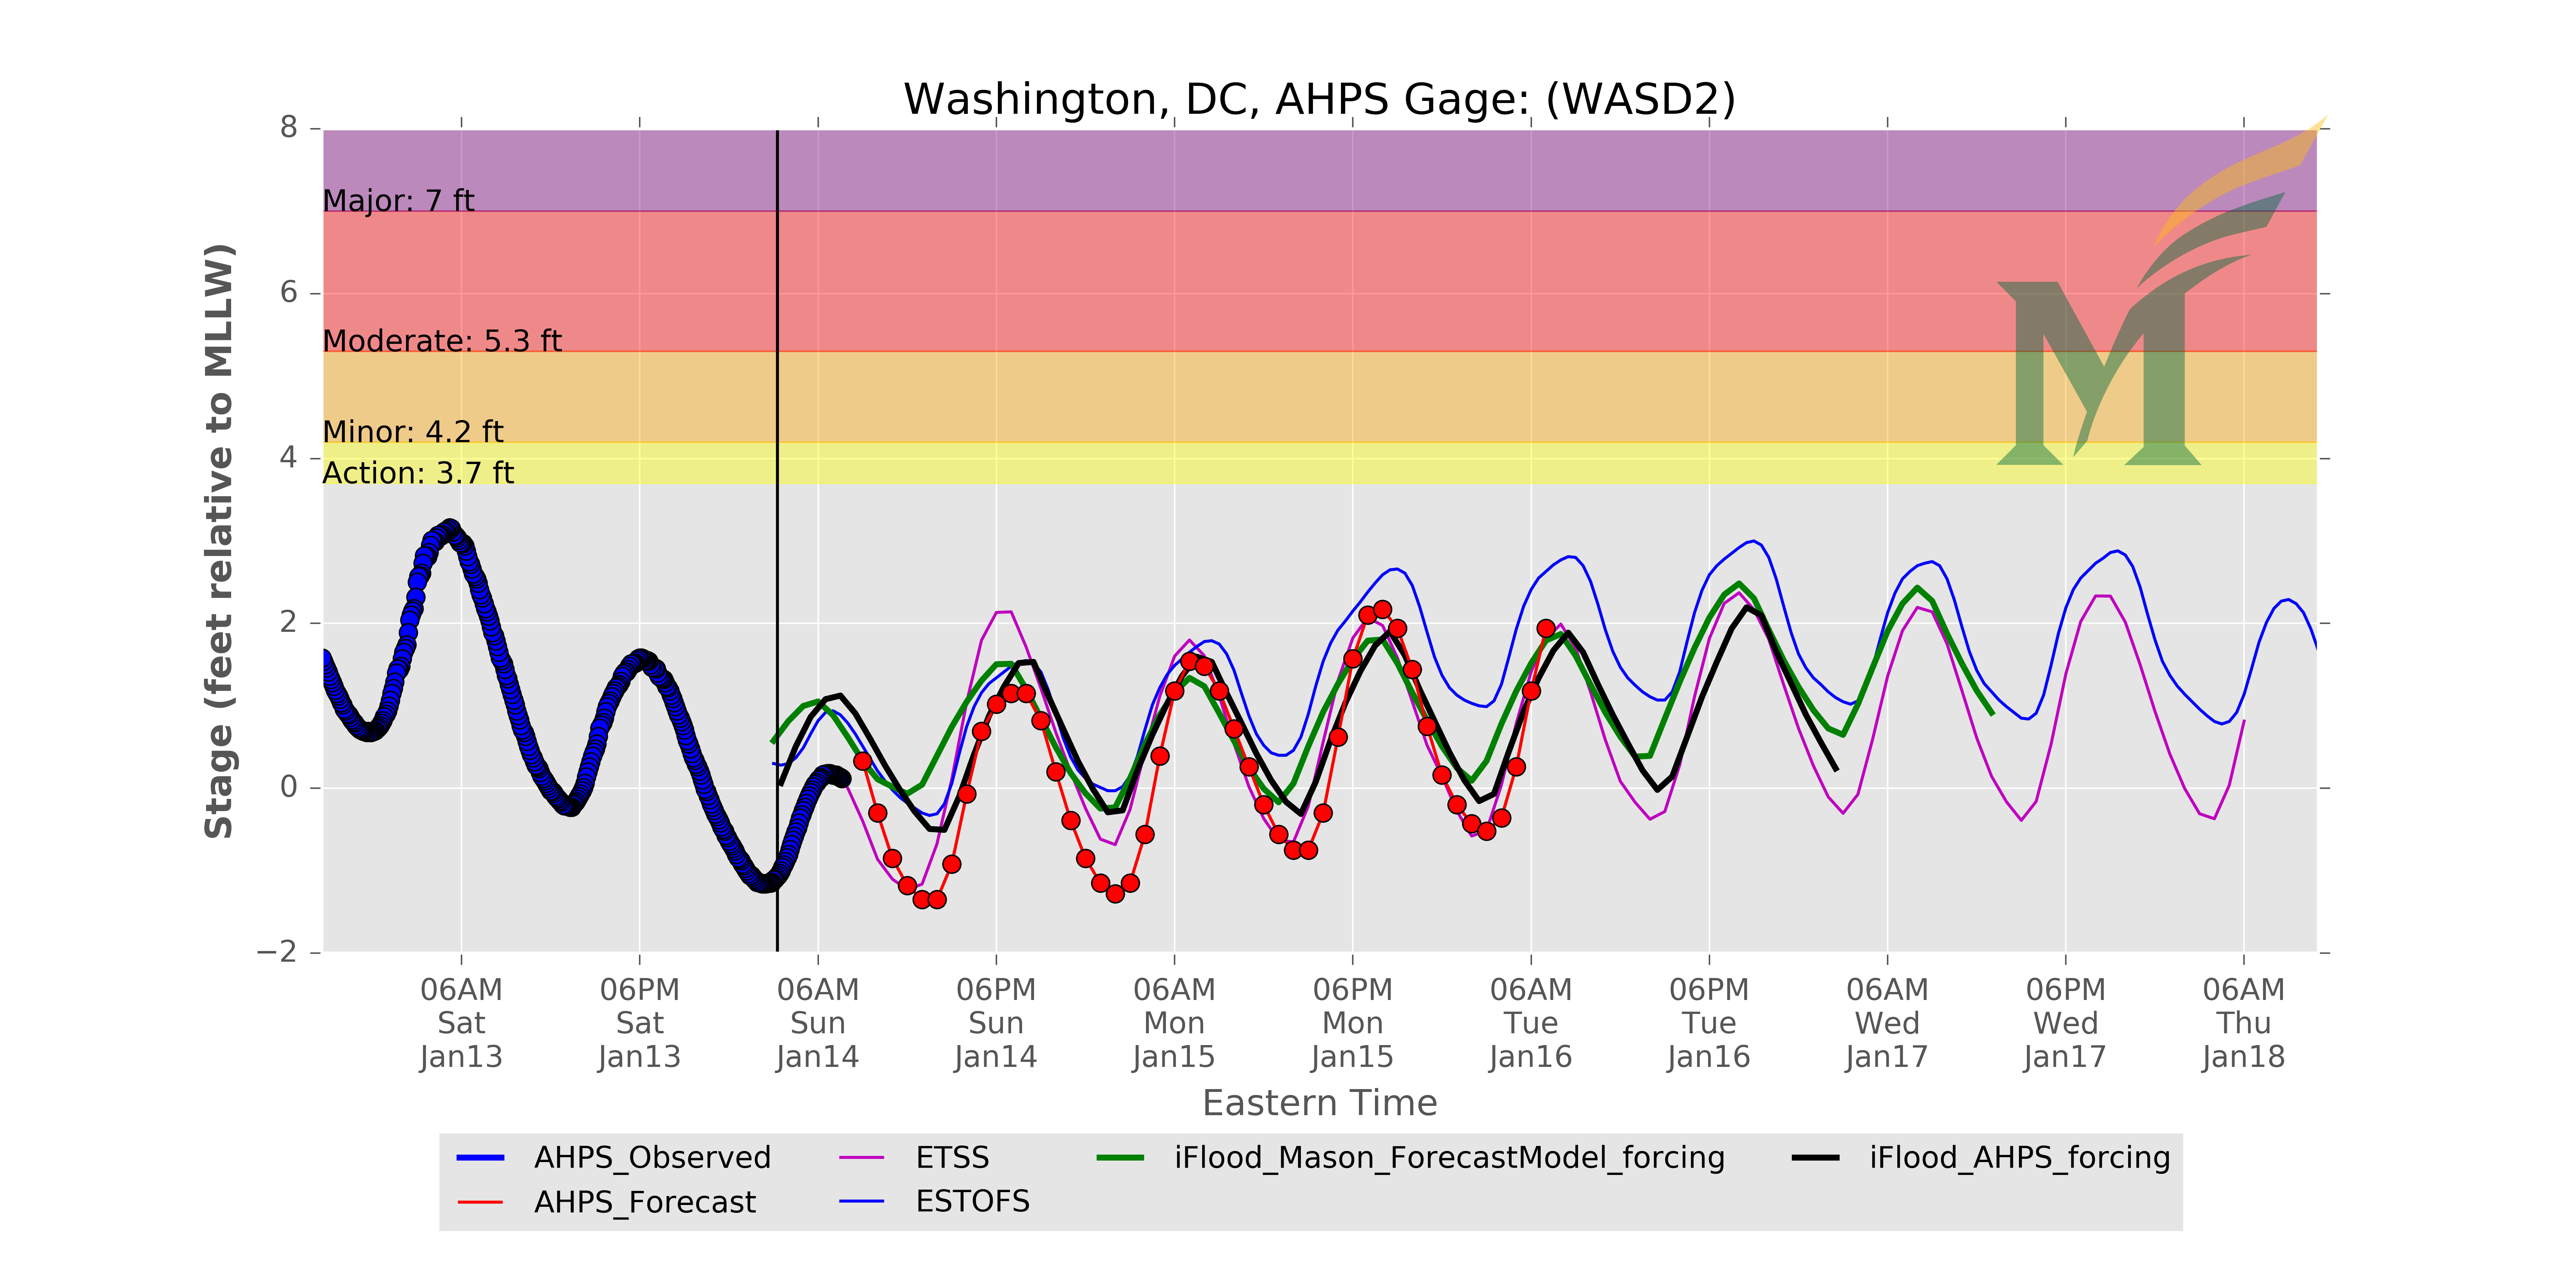 Washington, DC, AHPS Gage: (WASD2)
8
Major: 7 ft
6
Moderate: 5.3 ft
Minor: 4.2 ft
4
Action: 3.7 ft
2
0
−2
Stage (feet relative to MLLW)
06AM 06PM 06AM 06PM 06AM 06PM 06AM 06PM 06AM 06PM 06AM
Sat Sat Sun Sun Mon Mon Tue Tue Wed Wed Thu
Jan13 Jan13 Jan14 Jan14 Jan15 Jan15 Jan16 Jan16 Jan17 Jan17 Jan18
Eastern Time
AHPS_Observed ETSS iFlood_Mason_ForecastModel_forcing iFlood_AHPS_forcing
AHPS_Forecast ESTOFS